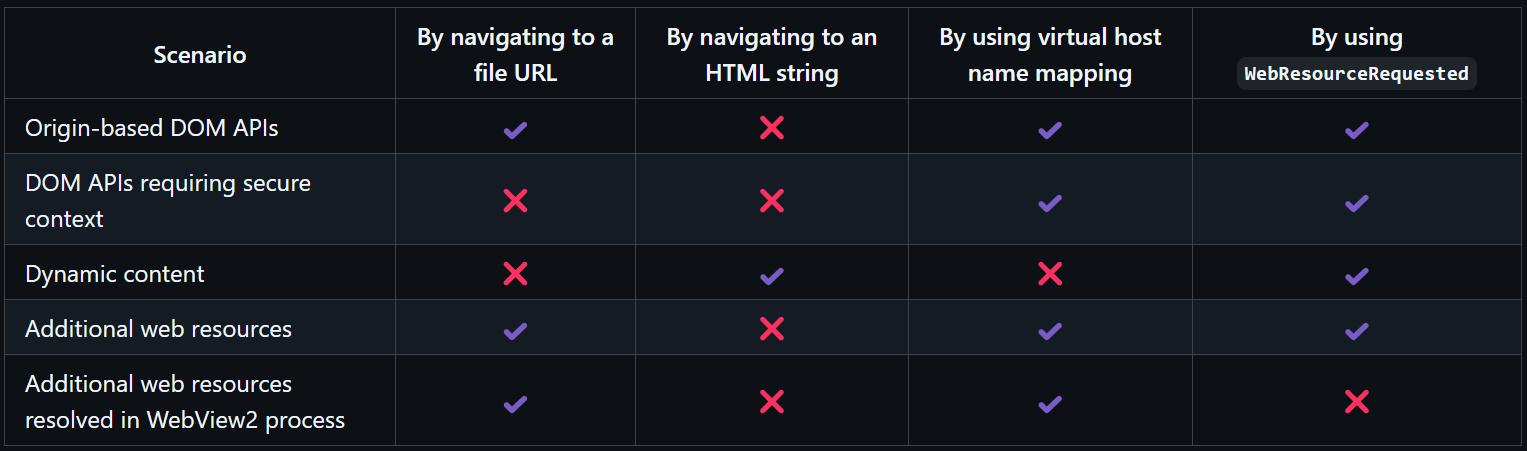 Scenario
By navigating to a
file URL
By navigating to an
HTML string
By using virtual host
name mapping
By using
WebResourceRequested
Origin-based DOM APIs
DOM APIs requiring secure
context
Dynamic content
Additional web resources
Additional web resources
resolved in WebView2 process